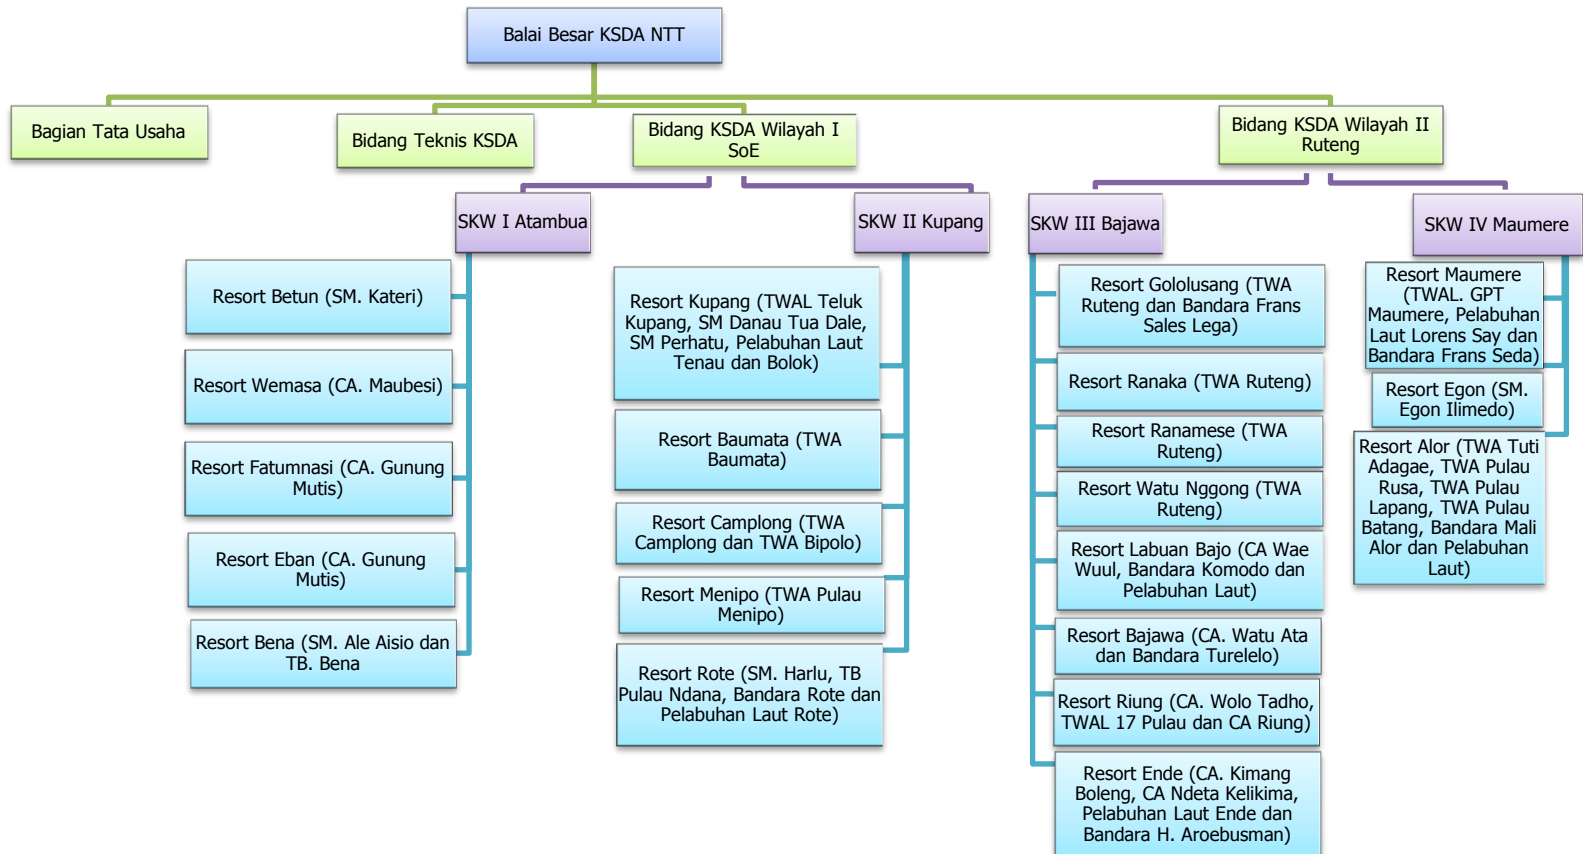 Balai Besar KSDA NTT
Bagian Tata Usaha
Bidang Teknis KSDA
Bidang KSDA Wilayah I
SoE
Bidang KSDA Wilayah II
Ruteng
SKW I Atambua
SKW II Kupang
SKW III Bajawa
SKW IV Maumere
Resort Betun (SM. Kateri)
Resort Wemasa (CA. Maubesi)
Resort Fatumnasi (CA. Gunung
Mutis)
Resort Eban (CA. Gunung
Mutis)
Resort Bena (SM. Ale Aisio dan
TB. Bena
Resort Kupang (TWAL Teluk
Kupang, SM Danau Tua Dale,
SM Perhatu, Pelabuhan Laut
Tenau dan Bolok)
Resort Baumata (TWA
Baumata)
Resort Camplong (TWA
Camplong dan TWA Bipolo)
Resort Menipo (TWA Pulau
Menipo)
Resort Rote (SM. Harlu, TB
Pulau Ndana, Bandara Rote dan
Pelabuhan Laut Rote)
Resort Gololusang (TWA
Ruteng dan Bandara Frans
Sales Lega)
Resort Ranaka (TWA Ruteng)
Resort Ranamese (TWA
Ruteng)
Resort Watu Nggong (TWA
Ruteng)
Resort Labuan Bajo (CA Wae
Wuul, Bandara Komodo dan
Pelabuhan Laut)
Resort Bajawa (CA. Watu Ata
dan Bandara Turelelo)
Resort Riung (CA. Wolo Tadho,
TWAL 17 Pulau dan CA Riung)
Resort Ende (CA. Kimang
Boleng, CA Ndeta Kelikima,
Pelabuhan Laut Ende dan
Bandara H. Aroebusman)
Resort Maumere
(TWAL. GPT
Maumere, Pelabuhan
Laut Lorens Say dan
Bandara Frans Seda)
Resort Egon (SM.
Egon Ilimedo)
Resort Alor (TWA Tuti
Adagae, TWA Pulau
Rusa, TWA Pulau
Lapang, TWA Pulau
Batang, Bandara Mali
Alor dan Pelabuhan
Laut)